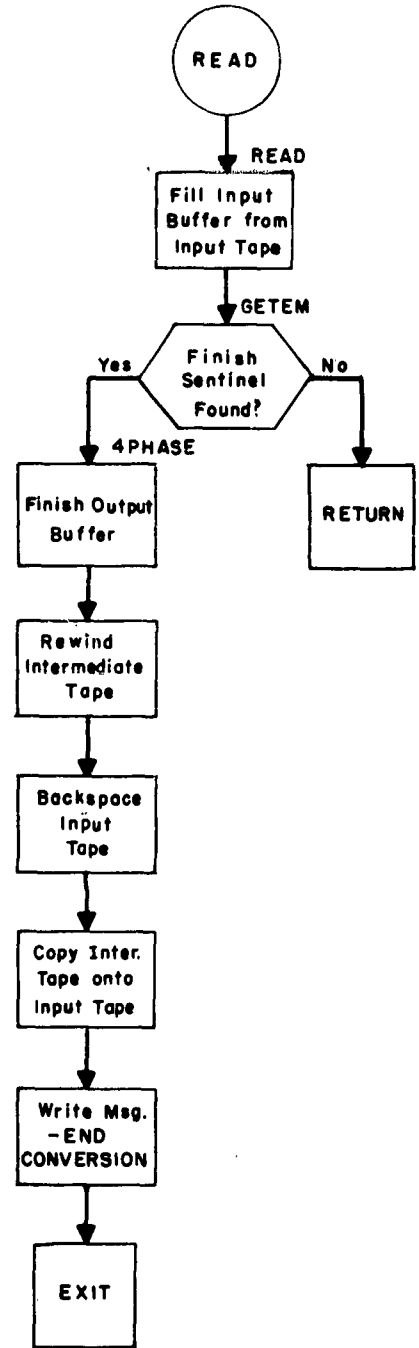 READ
READ
Fill Input
Buffer from
Input Tape
GETEM
Yes
Finish
Sentinel
Found?
No
4PHASE
Finish Output
Buffer
RETURN
Rewind
Intermediate
Tape
Backspace
Input
Tape
Copy Inter.
Tape onto
Input Tape
Write Msg.
-END
CONVERSION
EXIT